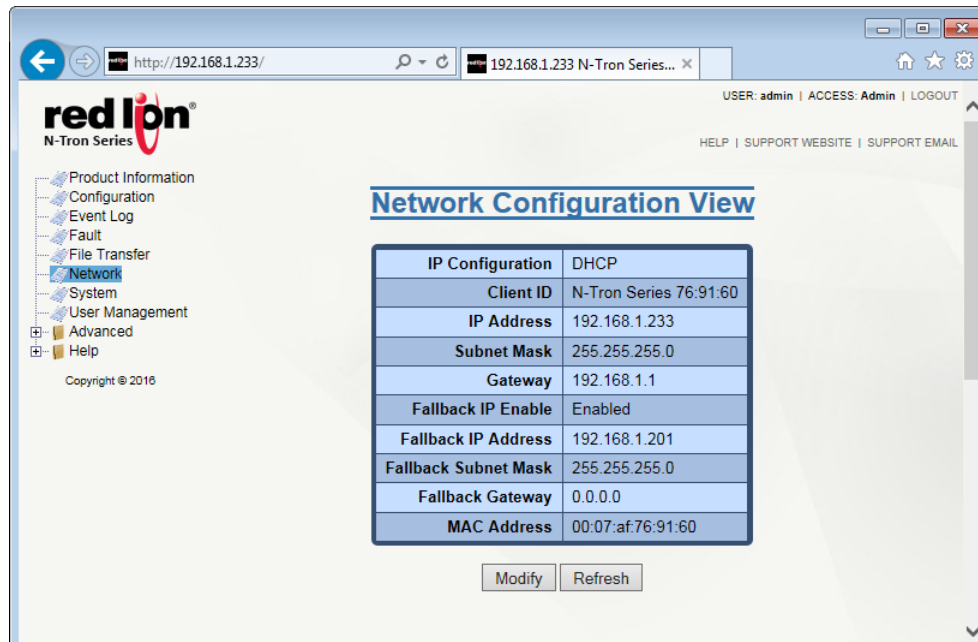 http://192.168.1.233/
192.168.1.233 N-Tron Series...
USER: admin | ACCESS: Admin | LOGOUT
red lion®
N-Tron Series
HELP | SUPPORT WEBSITE | SUPPORT EMAIL
Product Information
Configuration
Event Log
Fault
File Transfer
Network
System
User Management
Advanced
Help
Copyright © 2016
Network Configuration View
IP Configuration DHCP
Client ID N-Tron Series 76:91:60
IP Address 192.168.1.233
Subnet Mask 255.255.255.0
Gateway 192.168.1.1
Fallback IP Enable Enabled
Fallback IP Address 192.168.1.201
Fallback Subnet Mask 255.255.255.0
Fallback Gateway 0.0.0.0
MAC Address 00:07:af:76:91:60
Modify Refresh